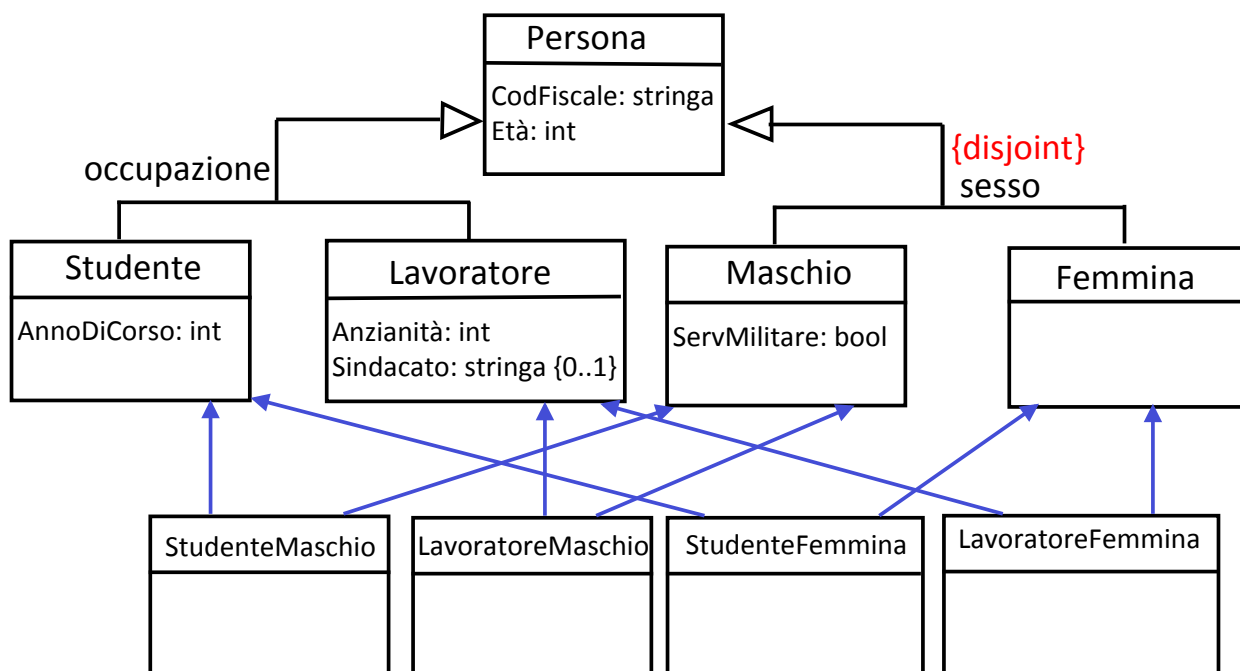 Persona
CodFiscale: stringa
Età: int
occupazione
{disjoint}
sesso
Studente
AnnoDiCorso: int
Lavoratore
Anzianità: int
Sindacato: stringa {0..1}
Maschio
ServMilitare: bool
Femmina
StudenteMaschio
LavoratoreMaschio
StudenteFemmina
LavoratoreFemmina